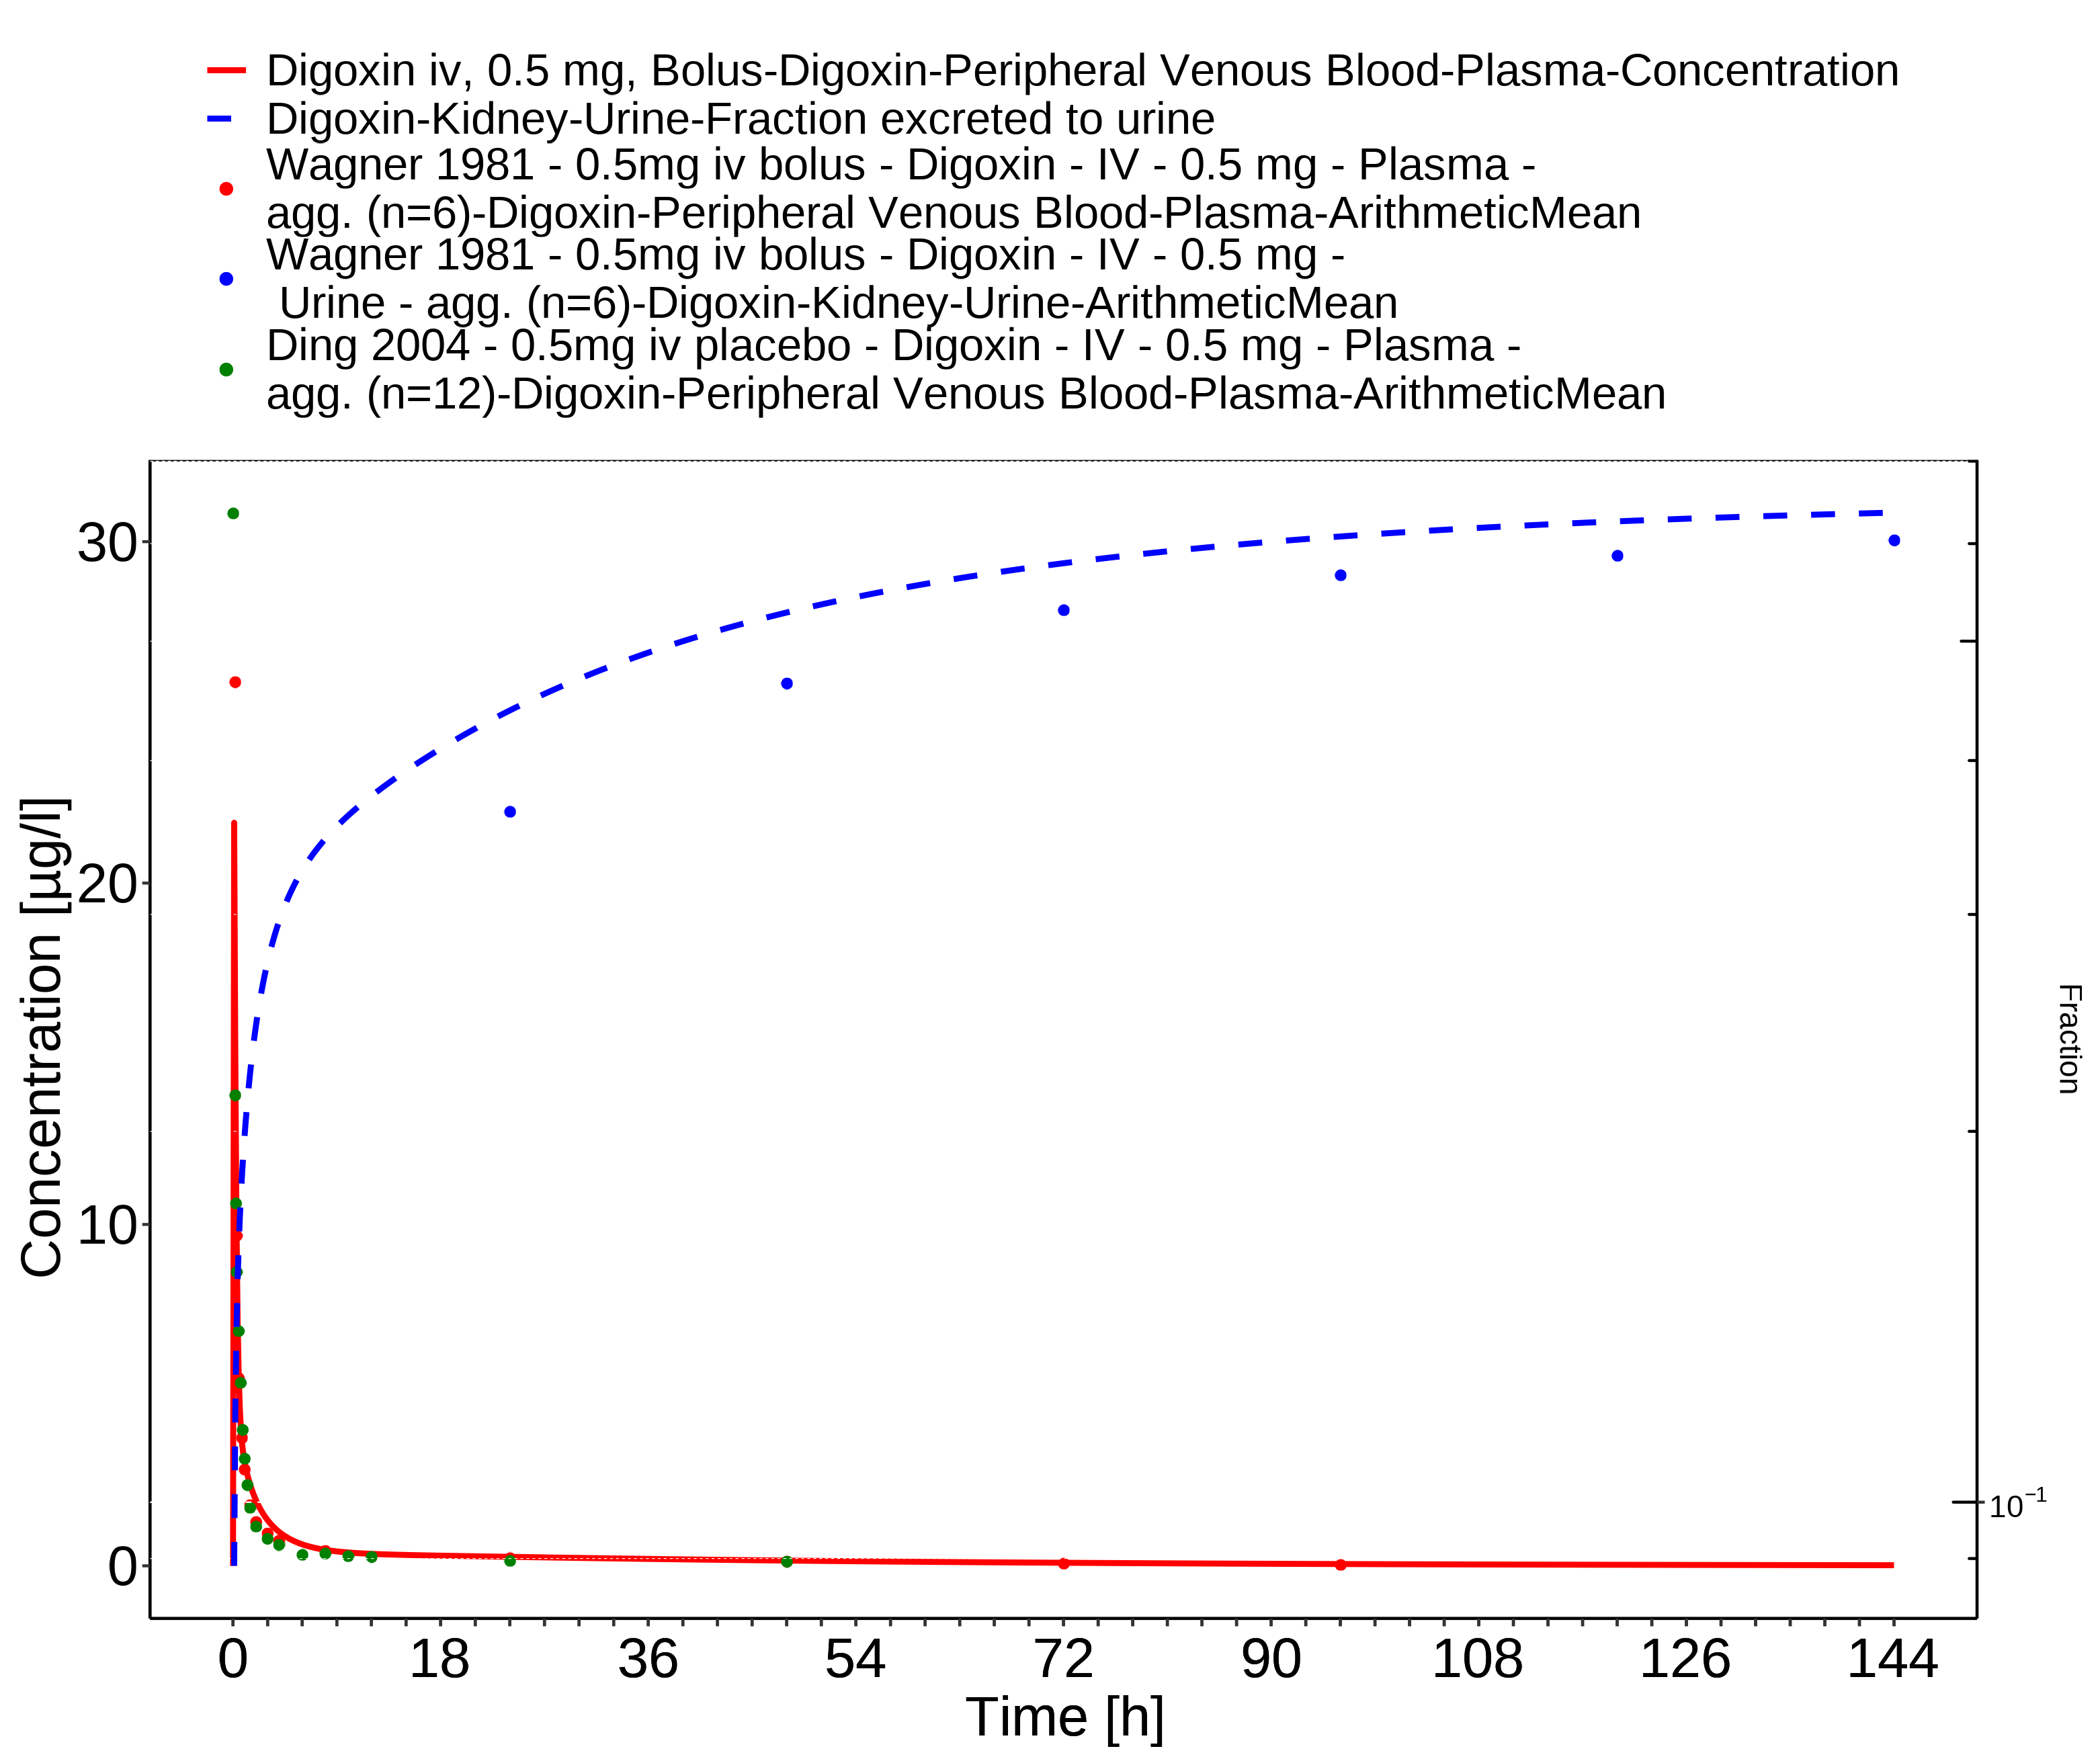 Digoxin iv, 0.5 mg, Bolus-Digoxin-Peripheral Venous Blood-Plasma-Concentration
Digoxin-Kidney-Urine-Fraction excreted to urine
Wagner 1981 - 0.5mg iv bolus - Digoxin - IV - 0.5 mg - Plasma -
agg. (n=6)-Digoxin-Peripheral Venous Blood-Plasma-ArithmeticMean
Wagner 1981 - 0.5mg iv bolus - Digoxin - IV - 0.5 mg -
Urine - agg. (n=6)-Digoxin-Kidney-Urine-ArithmeticMean
Ding 2004 - 0.5mg iv placebo - Digoxin - IV - 0.5 mg - Plasma -
agg. (n=12)-Digoxin-Peripheral Venous Blood-Plasma-ArithmeticMean
30
20
10
0
Concentration [µg/l]
Fraction
10⁻¹
0 18 36 54 72 90 108 126 144
Time [h]